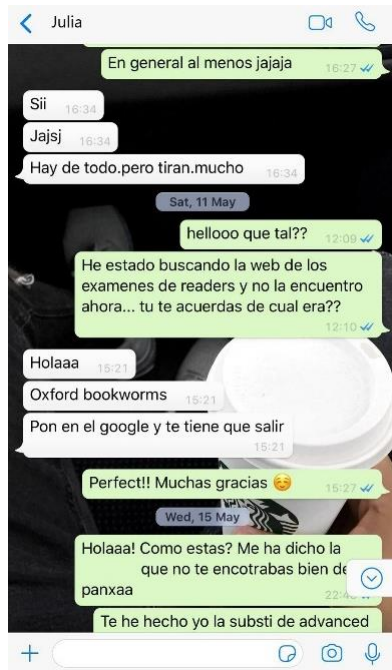 Julia
En general al menos jajaja
16:27
Sii 16:34
Jajsj 16:34
Hay de todo.pero tiran.mucho 16:34
Sat, 11 May
hellooo que tal?? 12:09
He estado buscando la web de los
examenes de readers y no la encuentro
ahora... tu te acuerdas de cual era??
12:10
Holaaa 15:21
Oxford bookworms 15:21
Pon en el google y te tiene que salir
15:21
Perfect!! Muchas gracias ☺️ 15:27
Wed, 15 May
Holaaa! Como estas? Me ha dicho la
que no te encotrabas bien de
panxaa
Te he hecho yo la substi de advanced